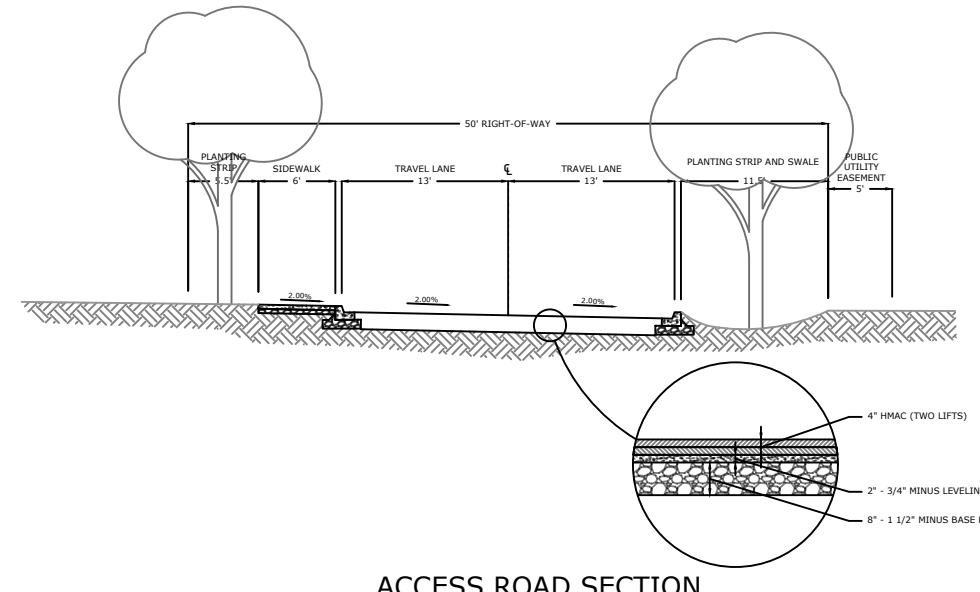 50' RIGHT-OF-WAY
PLANTING
STRIP
5.5'
SIDEWALK
6'
TRAVEL LANE
13'
℄
TRAVEL LANE
13'
PLANTING STRIP AND SWALE
11.5'
PUBLIC
UTILITY
EASEMENT
5'
2.00%
2.00%
2.00%
4" HMAC (TWO LIFTS)
2" - 3/4" MINUS
8" - 1 1/2" MINUS BASE
ACCESS ROAD SECTION